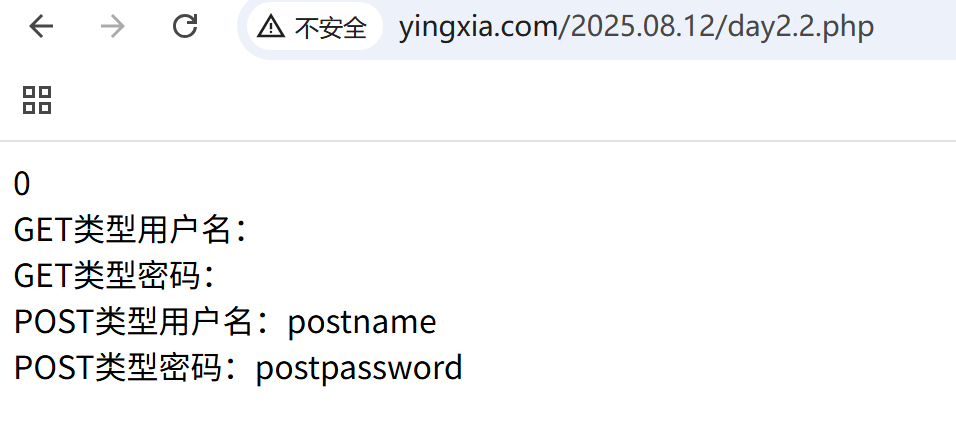 不安全 yingxia.com/2025.08.12/day2.2.php
0
GET类型用户名：
GET类型密码：
POST类型用户名：postname
POST类型密码：postpassword